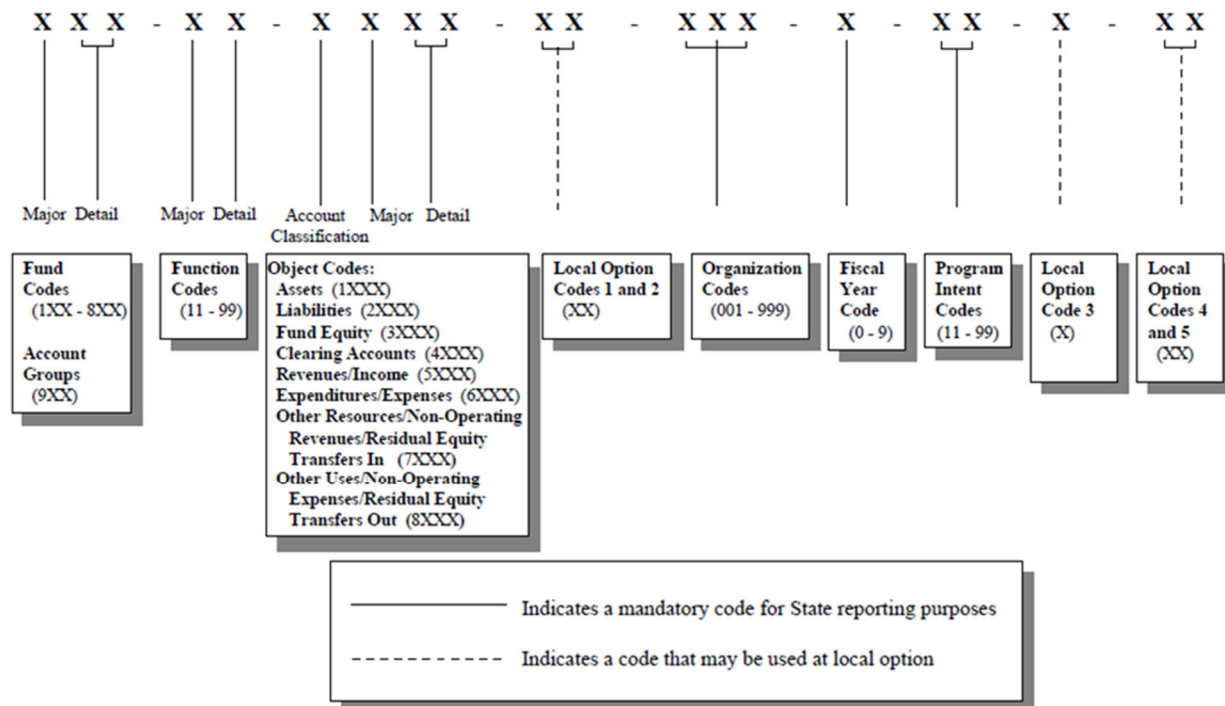 X X X - X X - X X X X - X X - X X X - X - X X - X - X X
Major Detail Major Detail Account Classification Major Detail
Fund
Codes
(1XX - 8XX)
Account
Groups
(9XX)
Function
Codes
(11 - 99)
Object Codes:
Assets (1XXX)
Liabilities (2XXX)
Fund Equity (3XXX)
Clearing Accounts (4XXX)
Revenues/Income (5XXX)
Expenditures/Expenses (6XXX)
Other Resources/Non-Operating
Revenues/Residual Equity
Transfers In (7XXX)
Other Uses/Non-Operating
Expenses/Residual Equity
Transfers Out (8XXX)
Local Option
Codes 1 and 2
(XX)
Organization
Codes
(001 - 999)
Fiscal
Year
Code
(0 - 9)
Program
Intent
Codes
(11 - 99)
Local
Option
Code 3
(X)
Local
Option
Codes 4
and 5
(XX)
Indicates a mandatory code for State reporting purposes
Indicates a code that may be used at local option